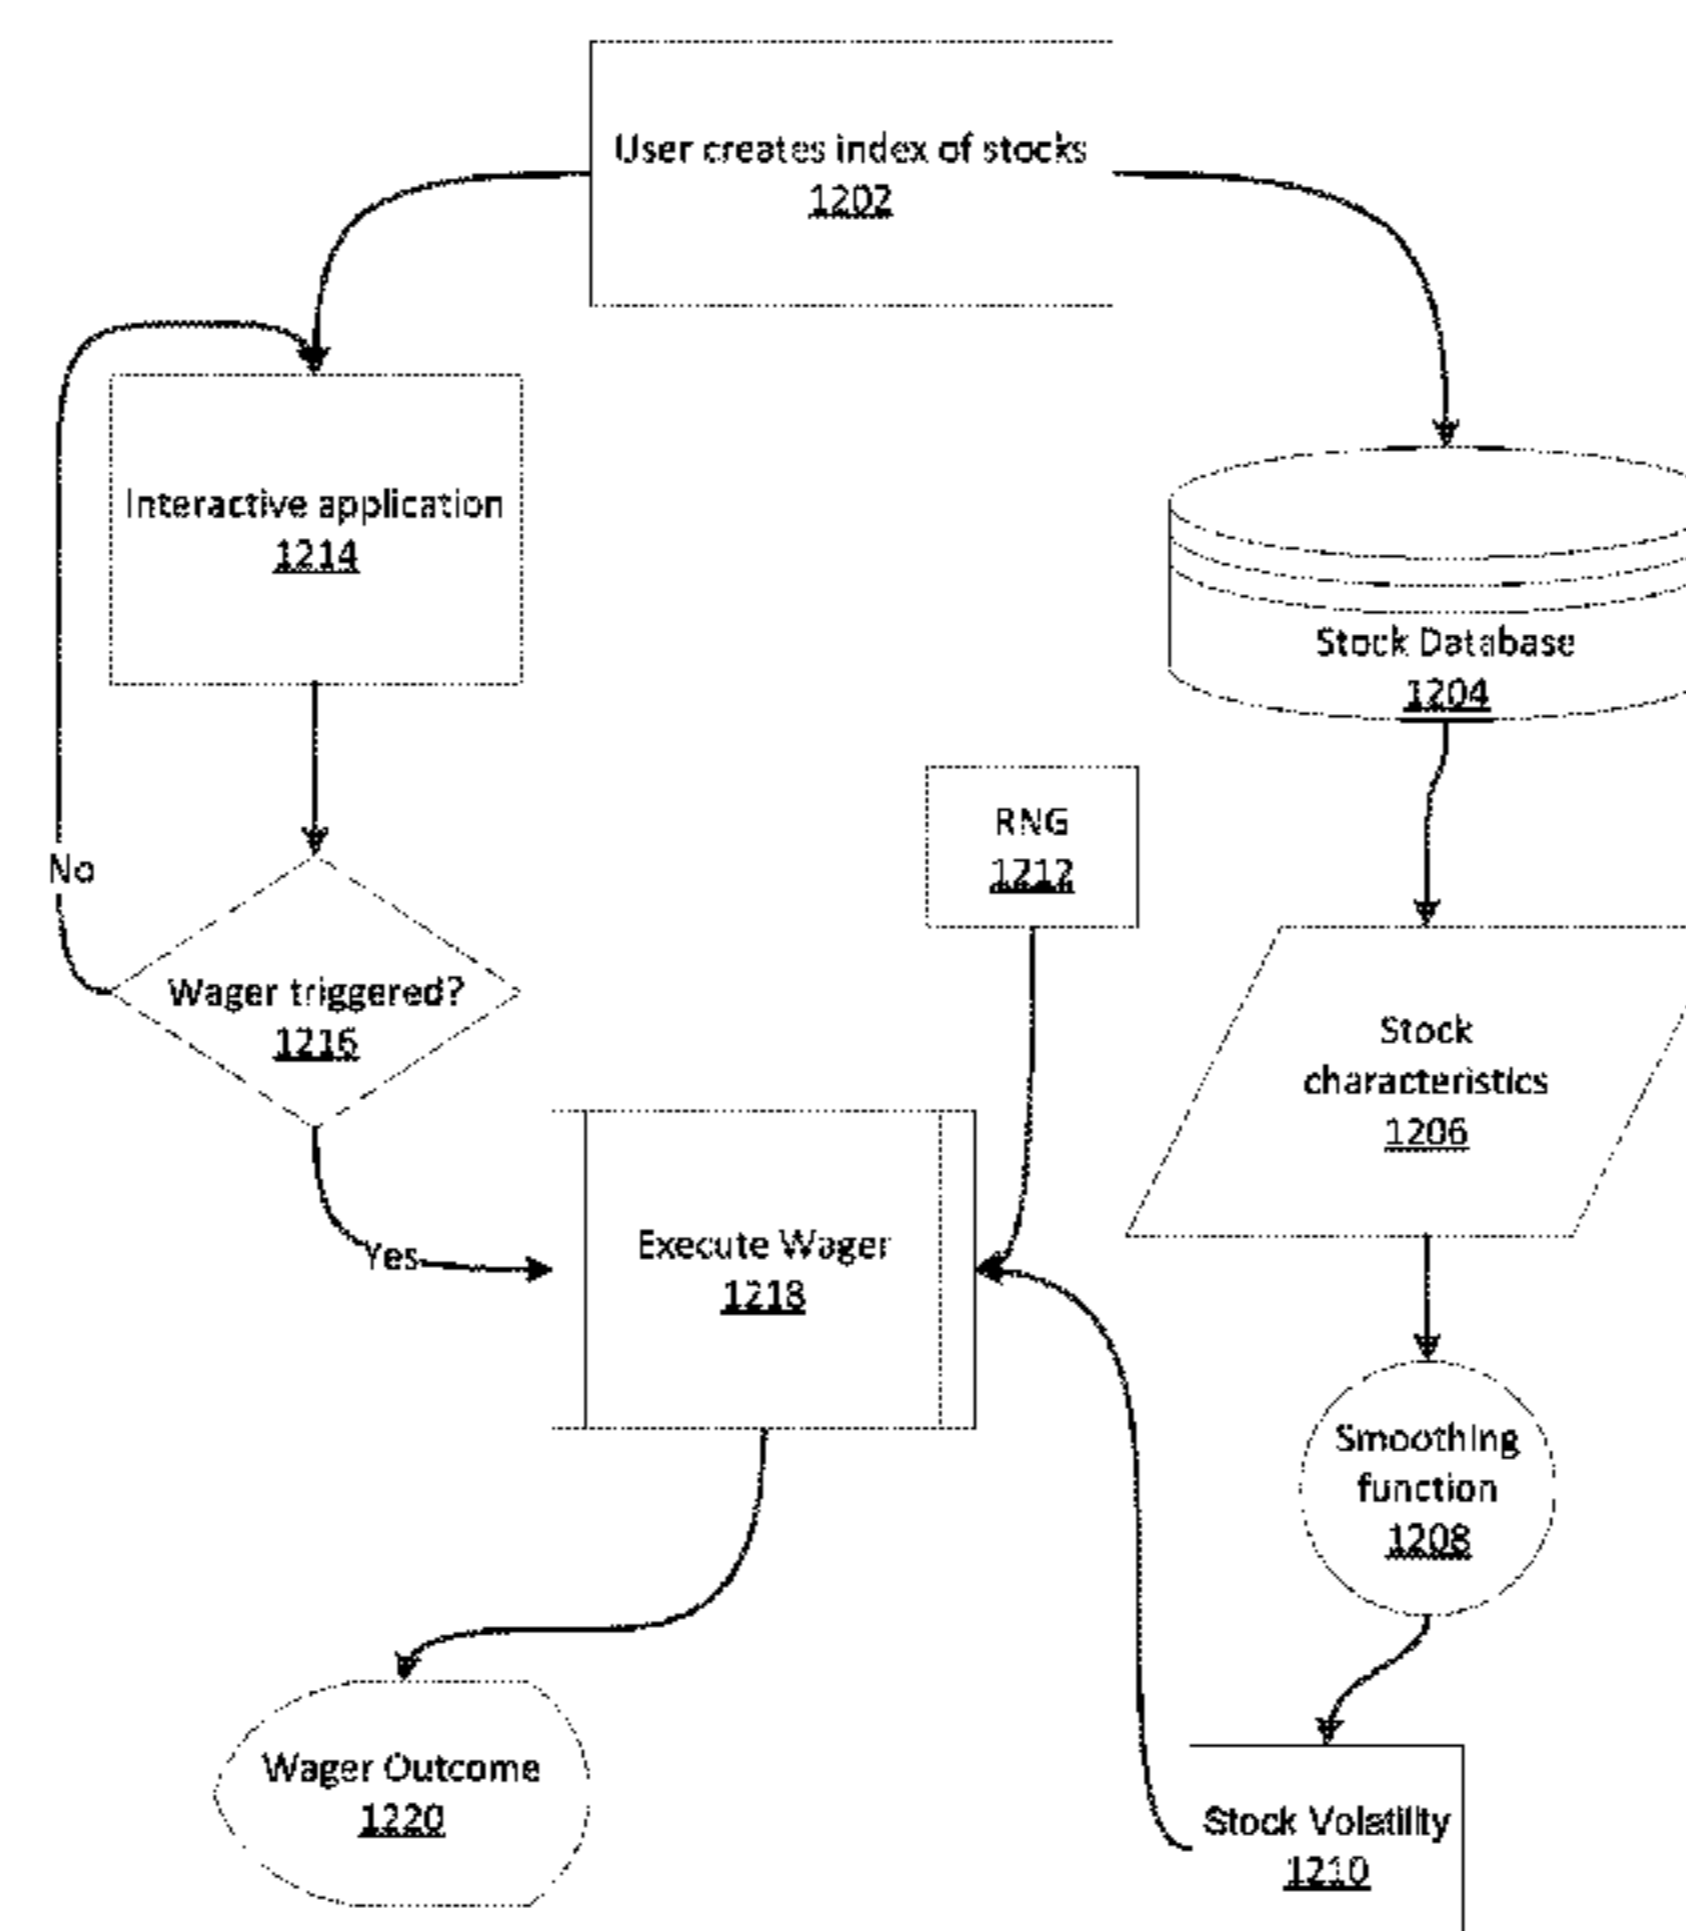 User creates index of stocks
1202
Interactive application
1214
Stock Database
1204
RNG
1212
No
Wager triggered?
1216
Stock
characteristics
1206
Yes
Execute Wager
1218
Smoothing
function
1208
Wager Outcome
1220
Stock Volatility
1210